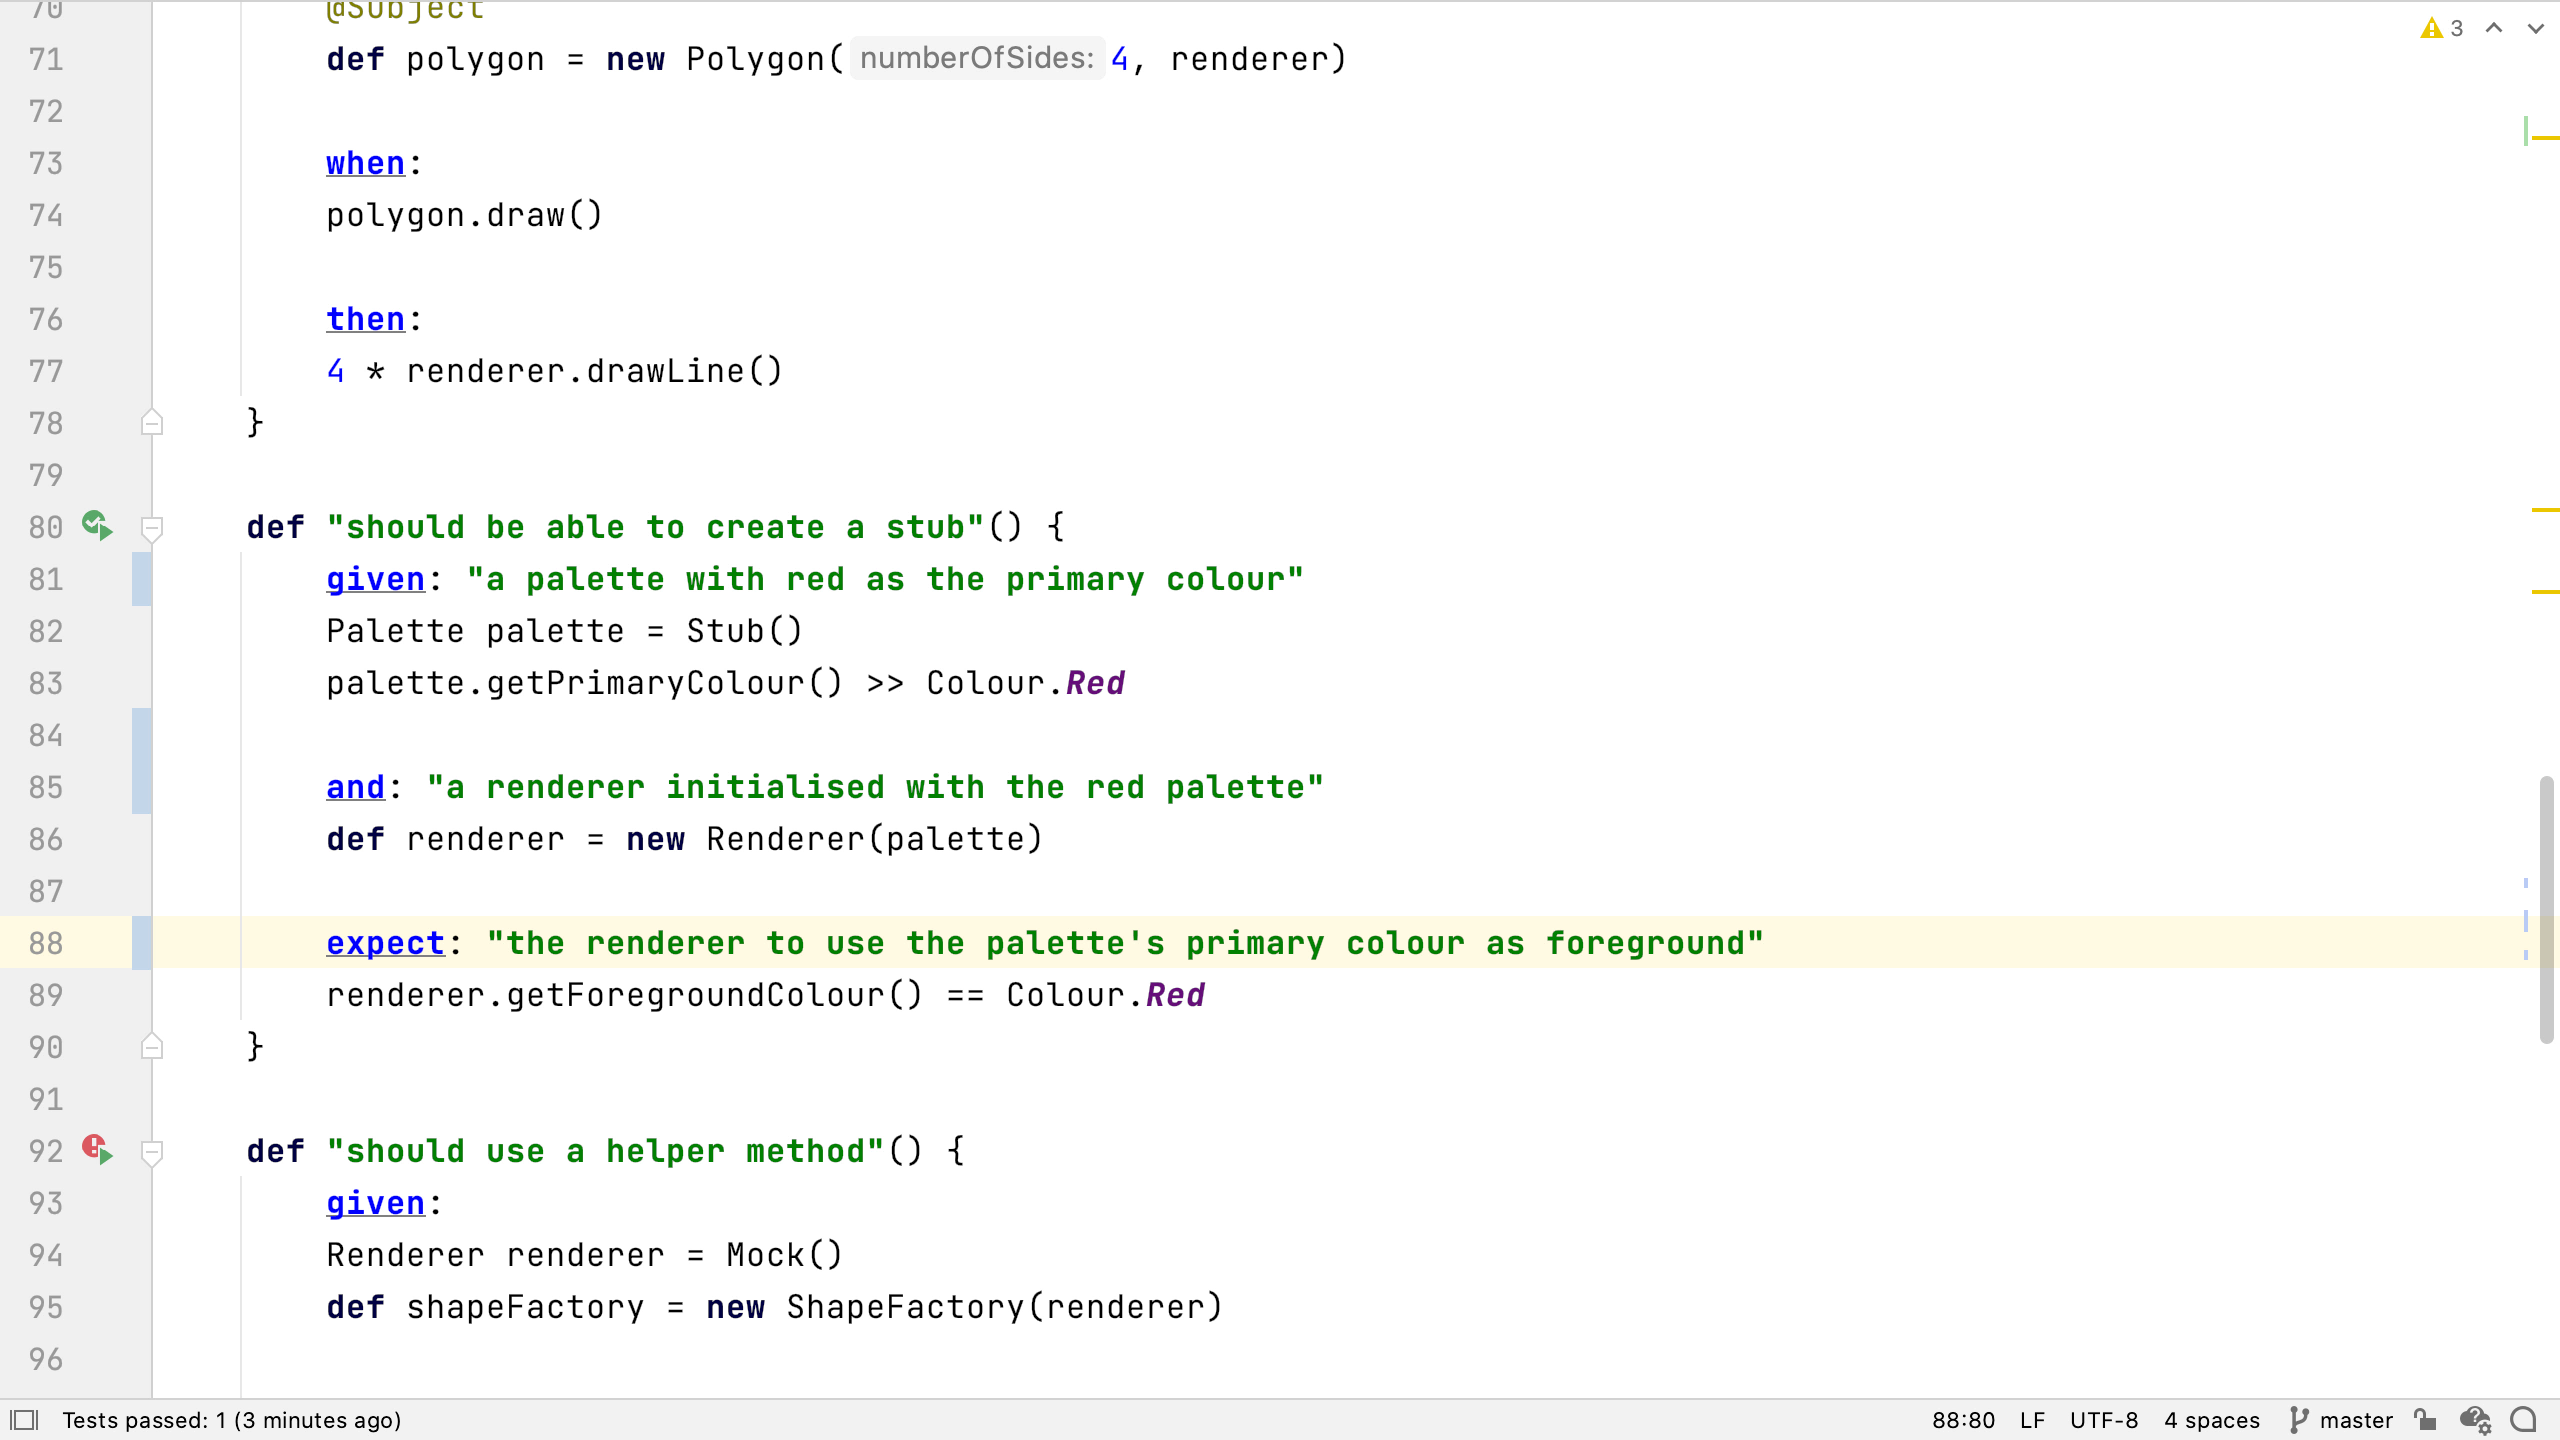 70 @Subject
3
71 def polygon = new Polygon( numberOfSides: 4, renderer)
72
73 when:
74 polygon.draw()
75
76 then:
77 4 * renderer.drawLine()
78 }
79
80 def "should be able to create a stub"() {
81 given: "a palette with red as the primary colour"
82 Palette palette = Stub()
83 palette.getPrimaryColour() >> Colour.Red
84
85 and: "a renderer initialised with the red palette"
86 def renderer = new Renderer(palette)
87
88 expect: "the renderer to use the palette's primary colour as foreground"
89 renderer.getForegroundColour() == Colour.Red
90 }
91
92 def "should use a helper method"() {
93 given:
94 Renderer renderer = Mock()
95 def shapeFactory = new ShapeFactory(renderer)
96
Tests passed: 1 (3 minutes ago) 88:80 LF UTF-8 4 spaces master